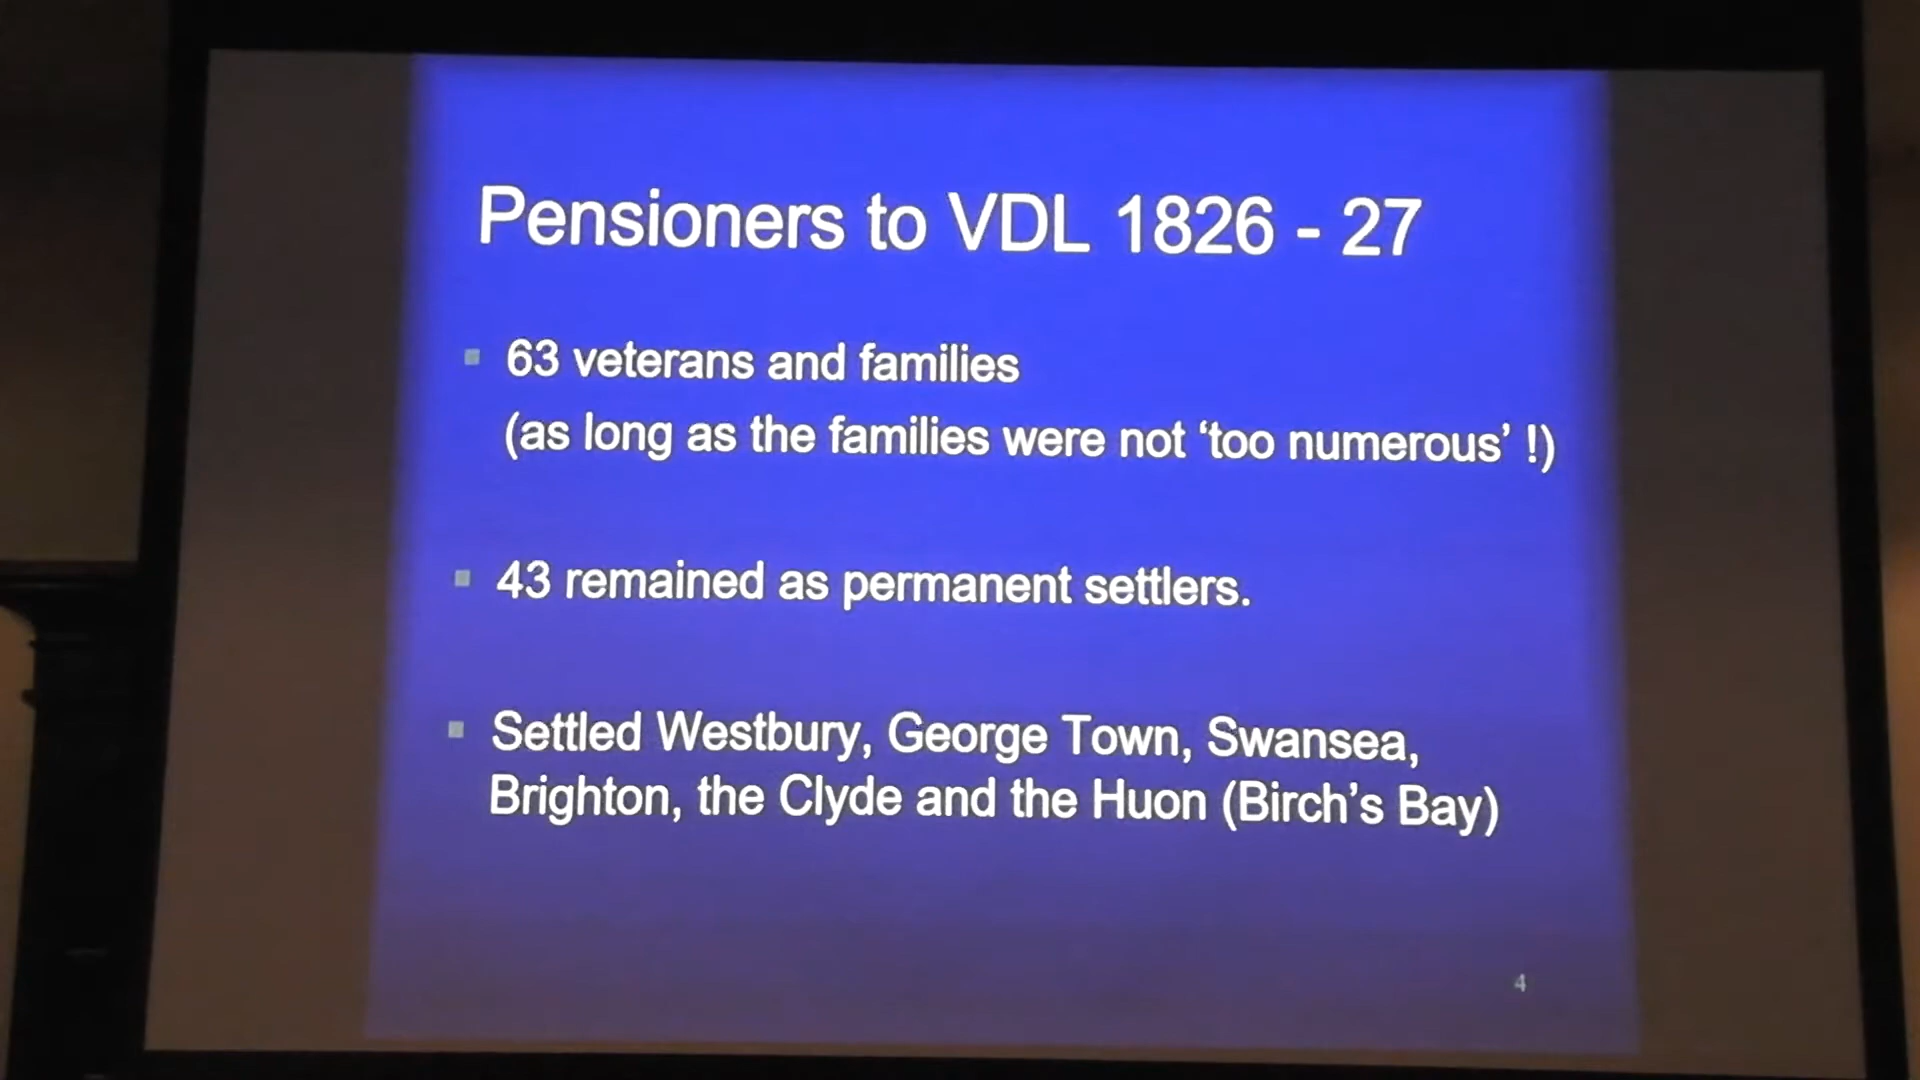 Pensioners to VDL 1826 - 27
63 veterans and families
(as long as the families were not ‘too numerous’ !)
43 remained as permanent settlers.
Settled Westbury, George Town, Swansea,
Brighton, the Clyde and the Huon (Birch’s Bay)
4